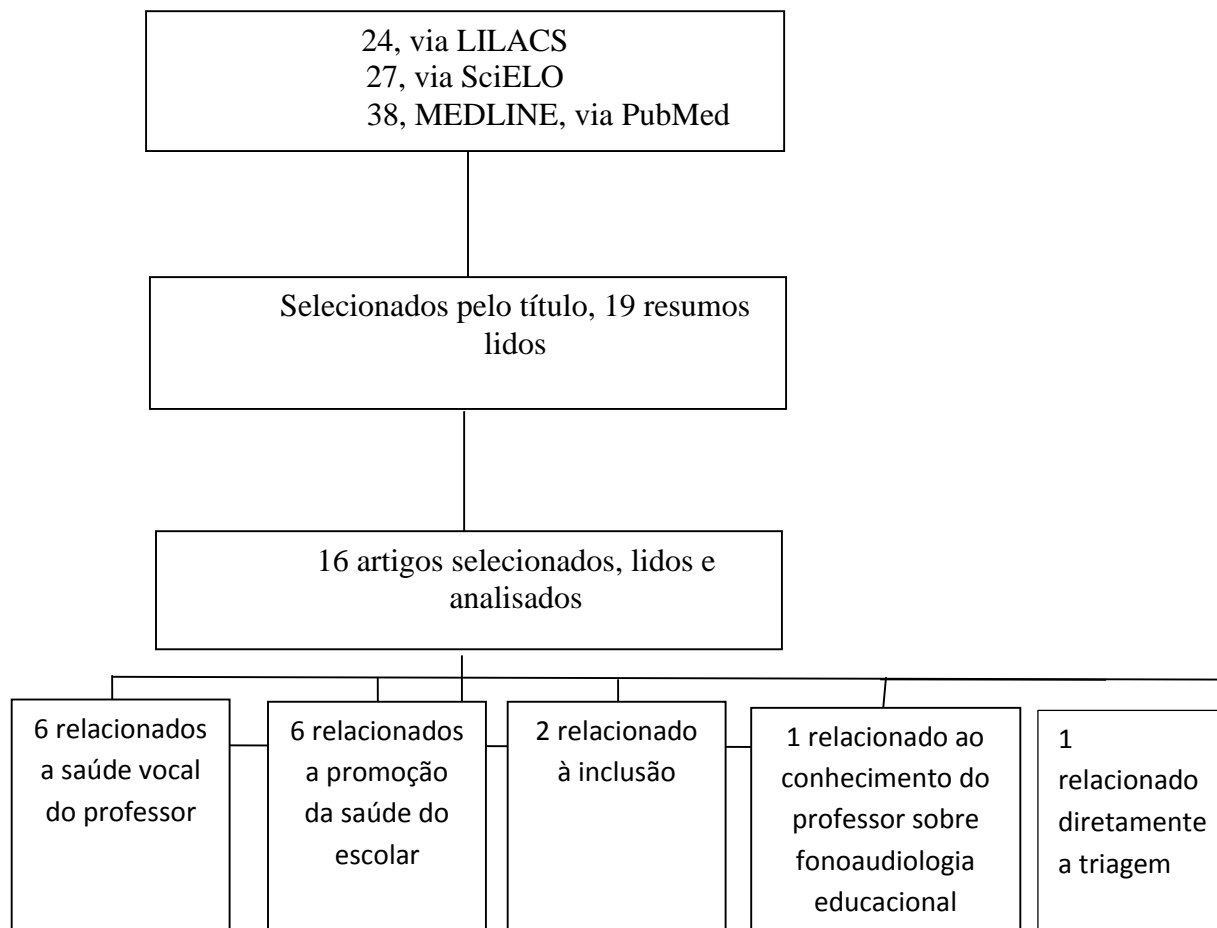 24, via LILACS
27, via SciELO
38, MEDLINE, via PubMed
Selecionados pelo título, 19 resumos
lidos
16 artigos selecionados, lidos e
analisados
6 relacionados
a saúde vocal
do professor
6 relacionados
a promoção
da saúde do
escolar
2 relacionado
à inclusão
1 relacionado ao
conhecimento do
professor sobre
fonoaudiologia
educacional
1
relacionado
diretamente
a triagem